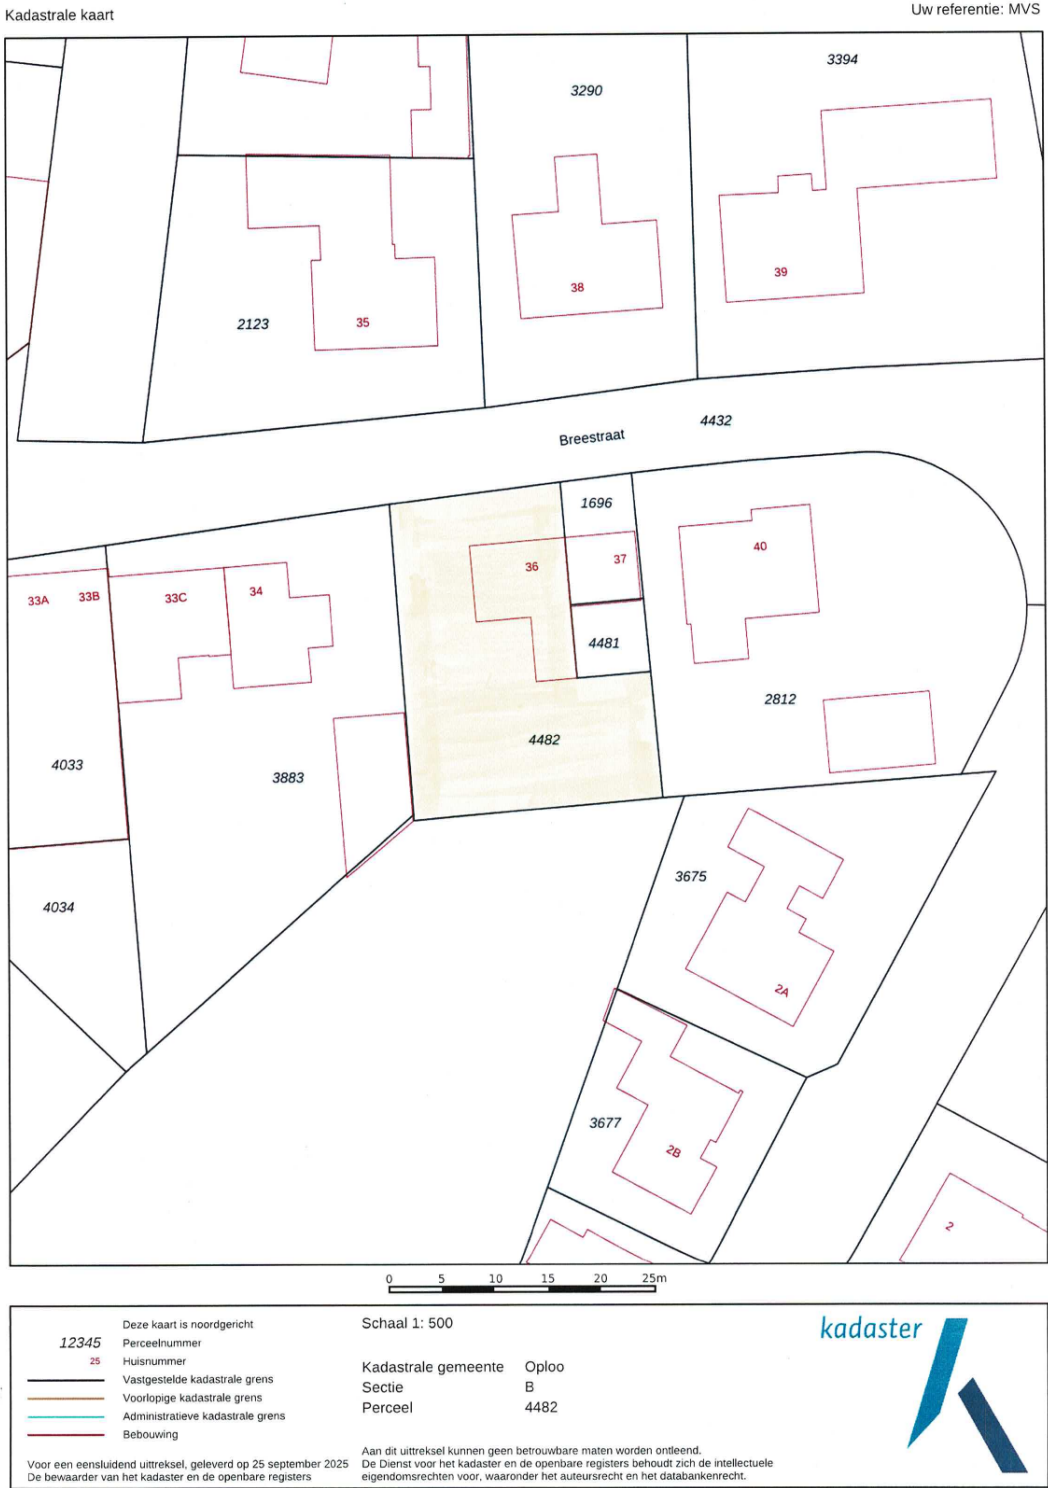 Kadastrale kaart
Uw referentie: MVS
3394
3290
39
38
2123
35
4432
Breestraat
1696
40
36
37
33A
33B
33C
34
4481
2812
4482
4033
3883
3675
4034
2A
3677
2B
2
0 5 10 15 20 25m
Deze kaart is noordgericht
12345 Perceelnummer
25 Huisnummer
Vastgestelde kadastrale grens
Voorlopige kadastrale grens
Administratieve kadastrale grens
Bebouwing
Voor een eensluidend uittreksel, geleverd op 25 september 2025
De bewaarder van het kadaster en de openbare registers
Schaal 1: 500
Kadastrale gemeente Oploo
Sectie B
Perceel 4482
Aan dit uittreksel kunnen geen betrouwbare maten worden ontleend.
De Dienst voor het kadaster en de openbare registers behoudt zich de intellectuele
eigendomsrechten voor, waaronder het auteursrecht en het databankenrecht.
kadaster